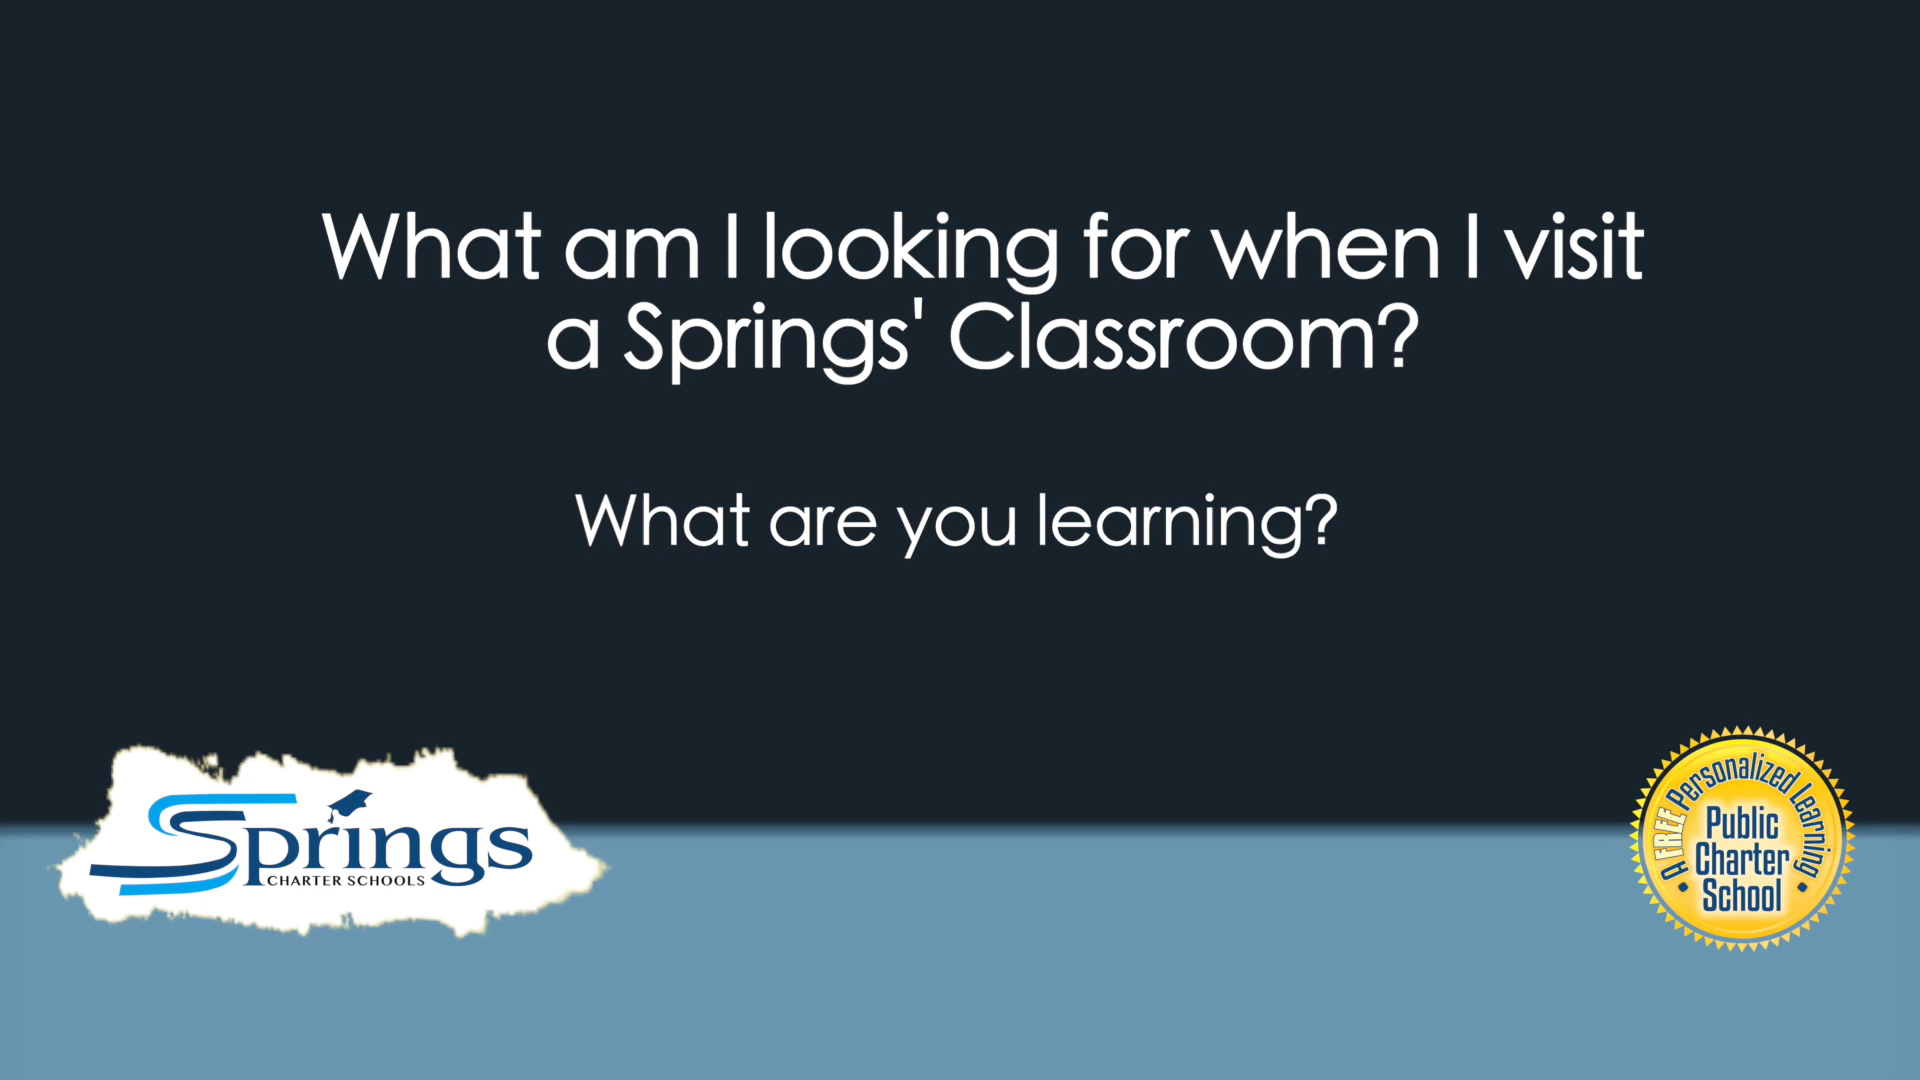 What am I looking for when I visit
a Springs' Classroom?
What are you learning?
Springs
CHARTER SCHOOLS
A FREE Personalized Learning
Public
Charter
School